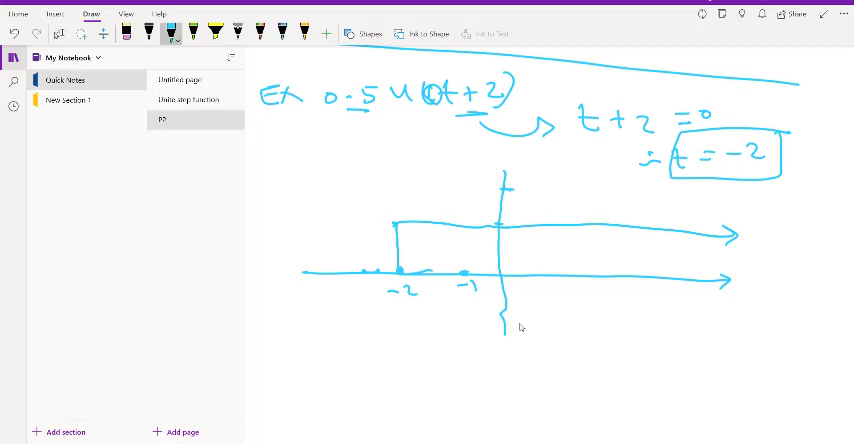 Home Insert Draw View Help
Share
Shapes Ink to Shape Ink to Text
My Notebook
Quick Notes Untitled page
New Section 1 Unite step function
P2
Ex 0.5 u(t+2)
t+2=0
∴ t = -2
-2 -1
Add section Add page